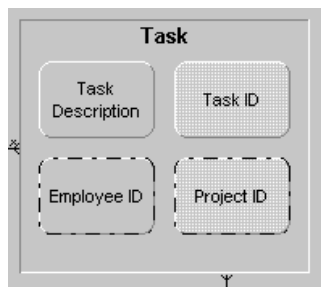 Task
Task
Description
Task ID
Employee ID
Project ID